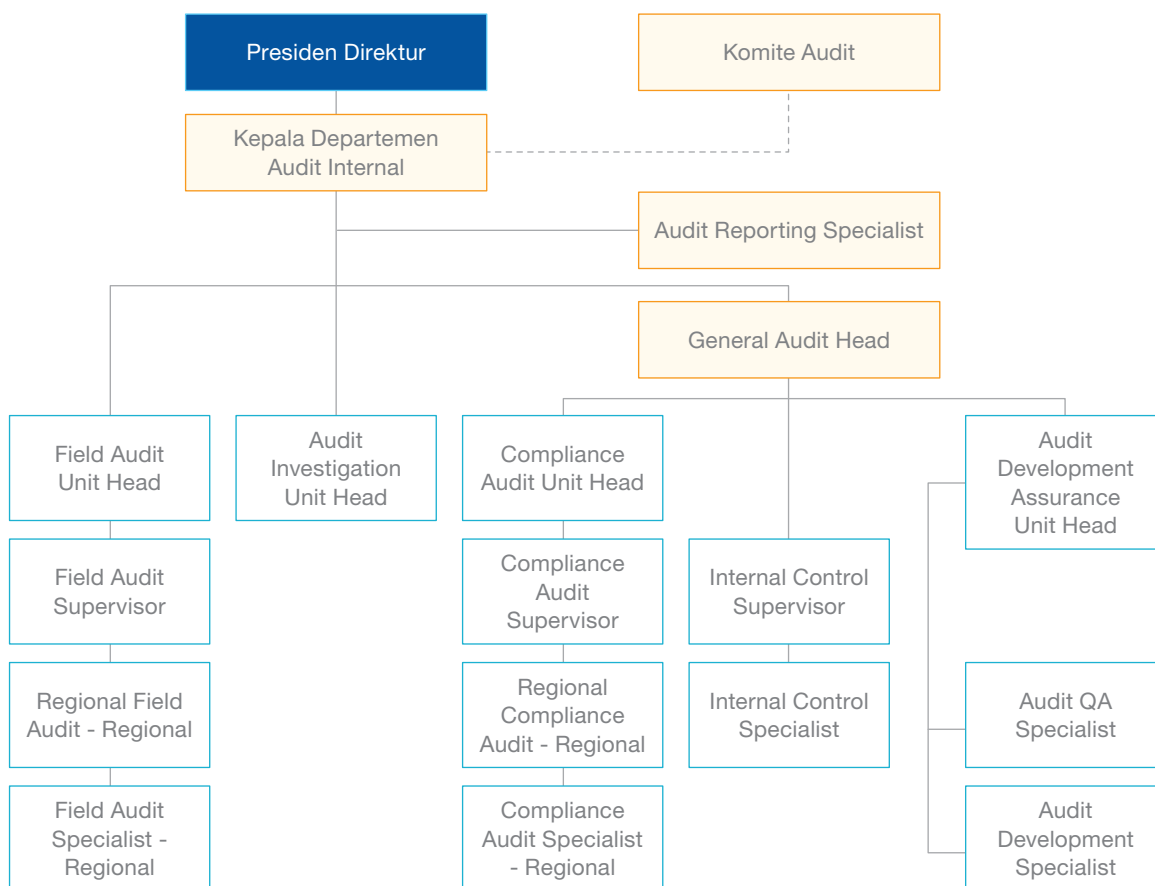 Presiden Direktur
Komite Audit
Kepala Departemen
Audit Internal
Audit Reporting Specialist
General Audit Head
Field Audit
Unit Head
Audit
Investigation
Unit Head
Compliance
Audit Unit Head
Audit
Development
Assurance
Unit Head
Field Audit
Supervisor
Compliance
Audit
Supervisor
Internal Control
Supervisor
Regional Field
Audit - Regional
Regional
Compliance
Audit - Regional
Internal Control
Specialist
Audit QA
Specialist
Field Audit
Specialist -
Regional
Compliance
Audit Specialist
- Regional
Audit
Development
Specialist